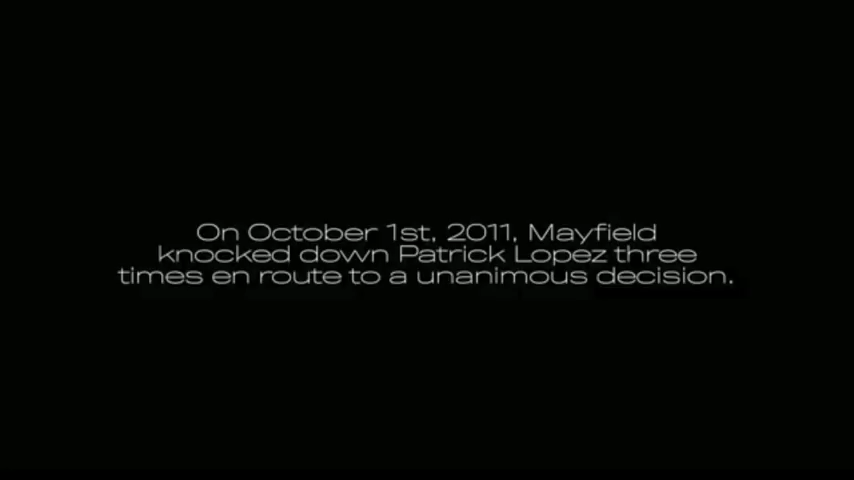 On October 1st, 2011, Mayfield
knocked down Patrick Lopez three
times en route to a unanimous decision.